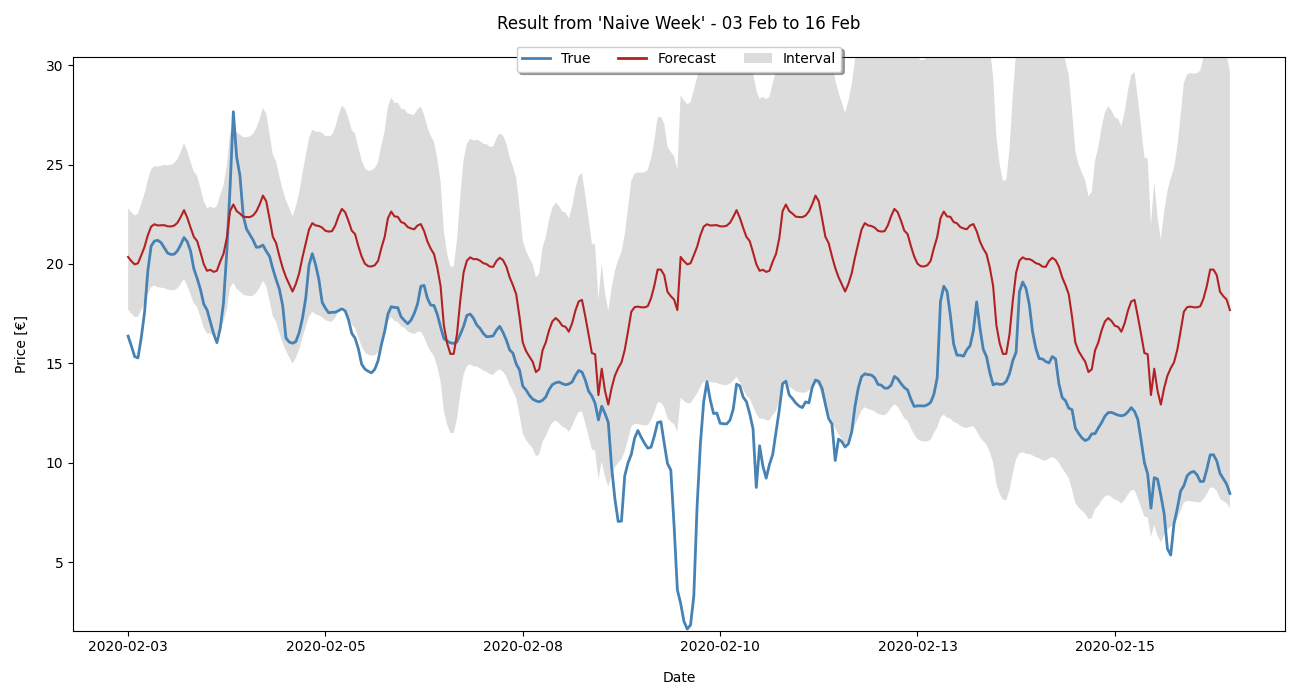 Result from 'Naive Week' - 03 Feb to 16 Feb
True Forecast Interval
30
25
20
15
10
5
Price [€]
2020-02-03 2020-02-05 2020-02-08 2020-02-10 2020-02-13 2020-02-15
Date